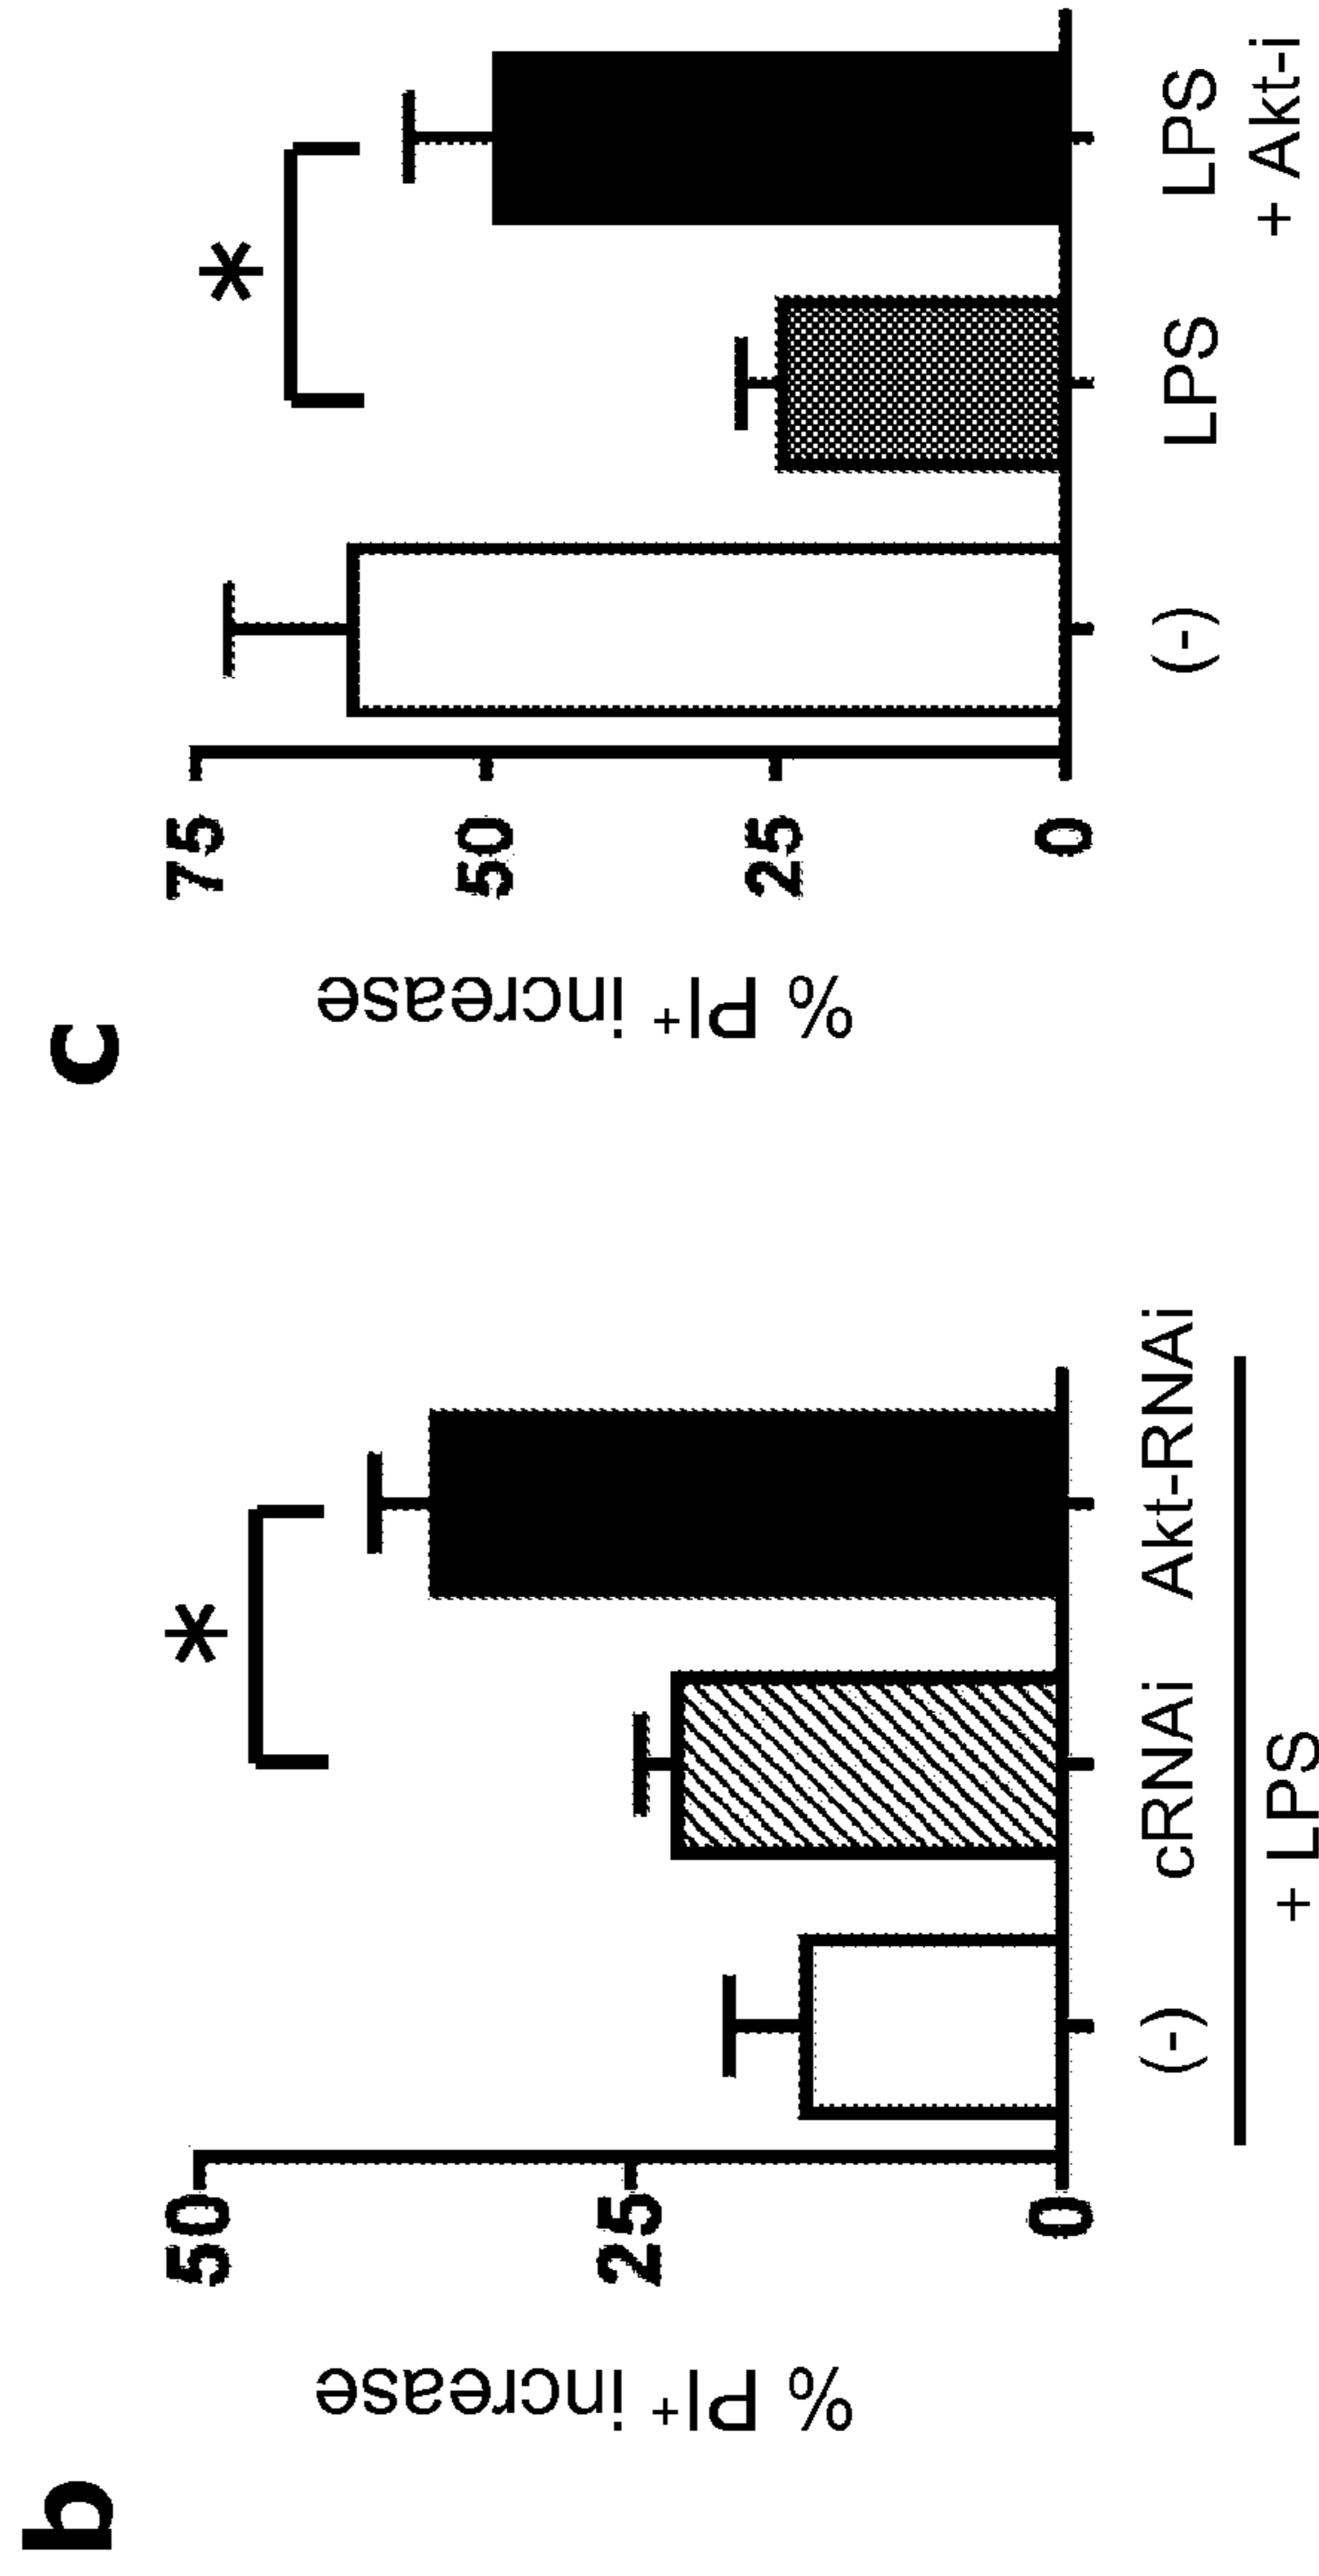 b
% PI⁺ increase
50
25
0
(-) cRNAi Akt-RNAi
+ LPS
*
c
% PI⁺ increase
75
50
25
0
(-) LPS LPS
+ Akt-i
*